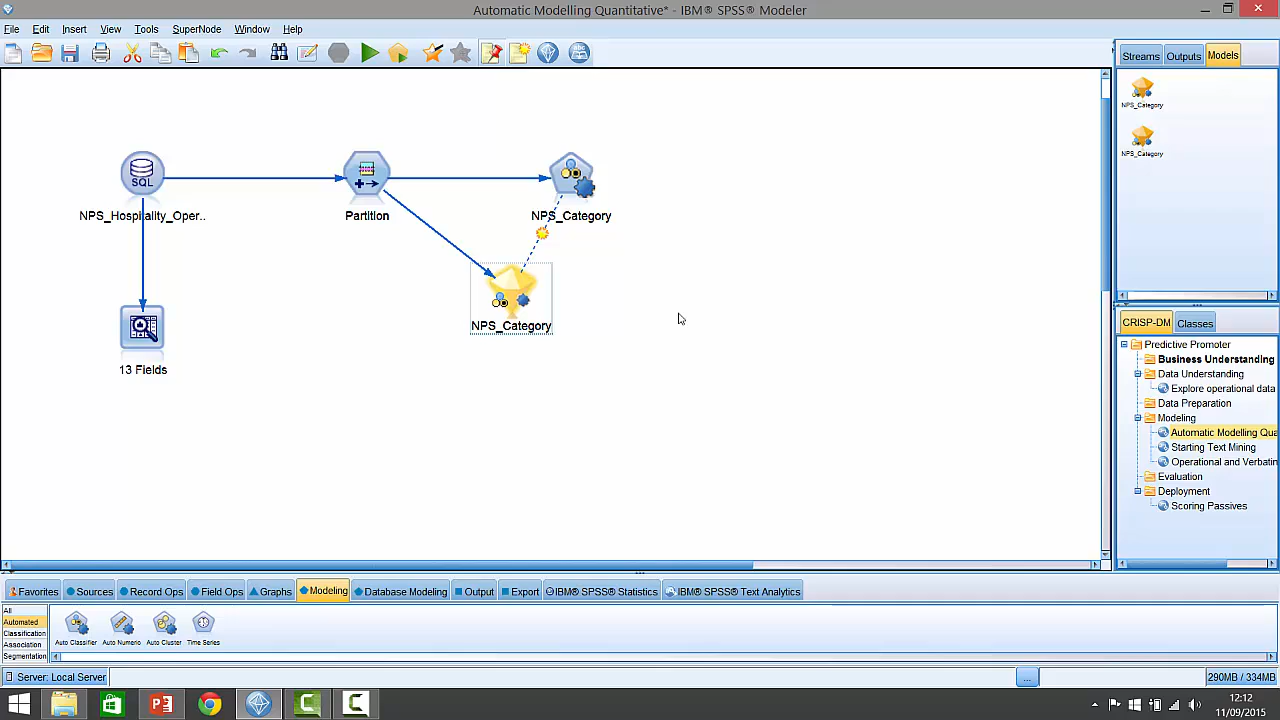 Automatic Modelling Quantitative* - IBM® SPSS® Modeler
File Edit Insert View Tools SuperNode Window Help
Streams Outputs Models
NPS_Category
NPS_Category
SQL
NPS_Hospitality_Oper..
Partition
NPS_Category
NPS_Category
13 Fields
CRISP-DM Classes
Predictive Promoter
Business Understanding
Data Understanding
Explore operational data
Data Preparation
Modeling
Automatic Modelling Qua
Starting Text Mining
Operational and Verbatim
Evaluation
Deployment
Scoring Passives
Favorites Sources Record Ops Field Ops Graphs Modeling Database Modeling Output Export IBM® SPSS® Statistics IBM® SPSS® Text Analytics
All
Automated
Classification
Association
Segmentation
Auto Classifier Auto Numeric Auto Cluster Time Series
Server: Local Server
...
290MB / 334MB
12:12
11/09/2015